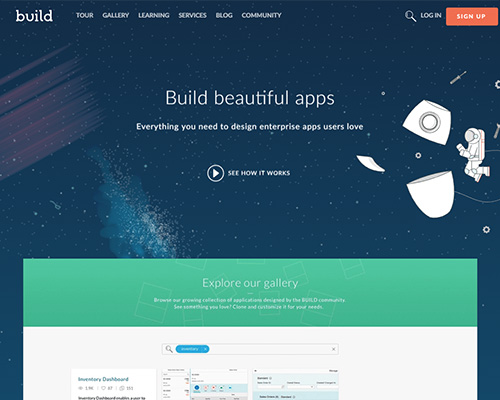 build
TOUR GALLERY LEARNING SERVICES BLOG COMMUNITY
LOG IN
SIGN UP
Build beautiful apps
Everything you need to design enterprise apps users love
SEE HOW IT WORKS
Explore our gallery
Browse our growing collection of applications designed by the BUILD community.
See something you love? Clone and customize it for your needs.
Inventory Dashboard
1.9K 67 151
Inventory Dashboard enables a user to